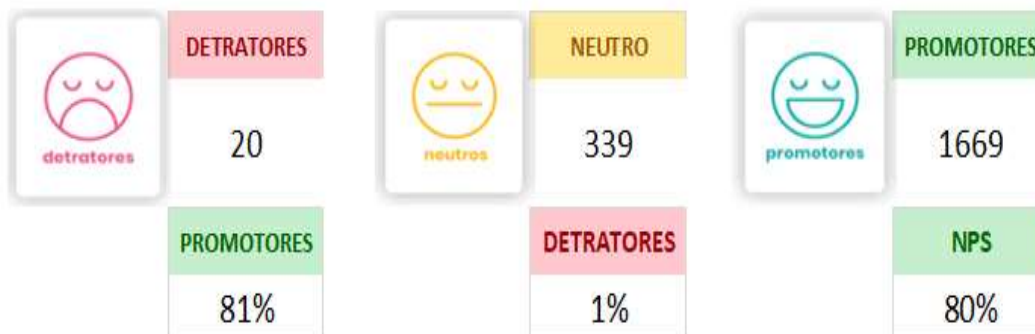 DETRATORES
NEUTRO
PROMOTORES
20
339
1669
detratores
neutros
promotores
PROMOTORES
DETRATORES
NPS
81%
1%
80%